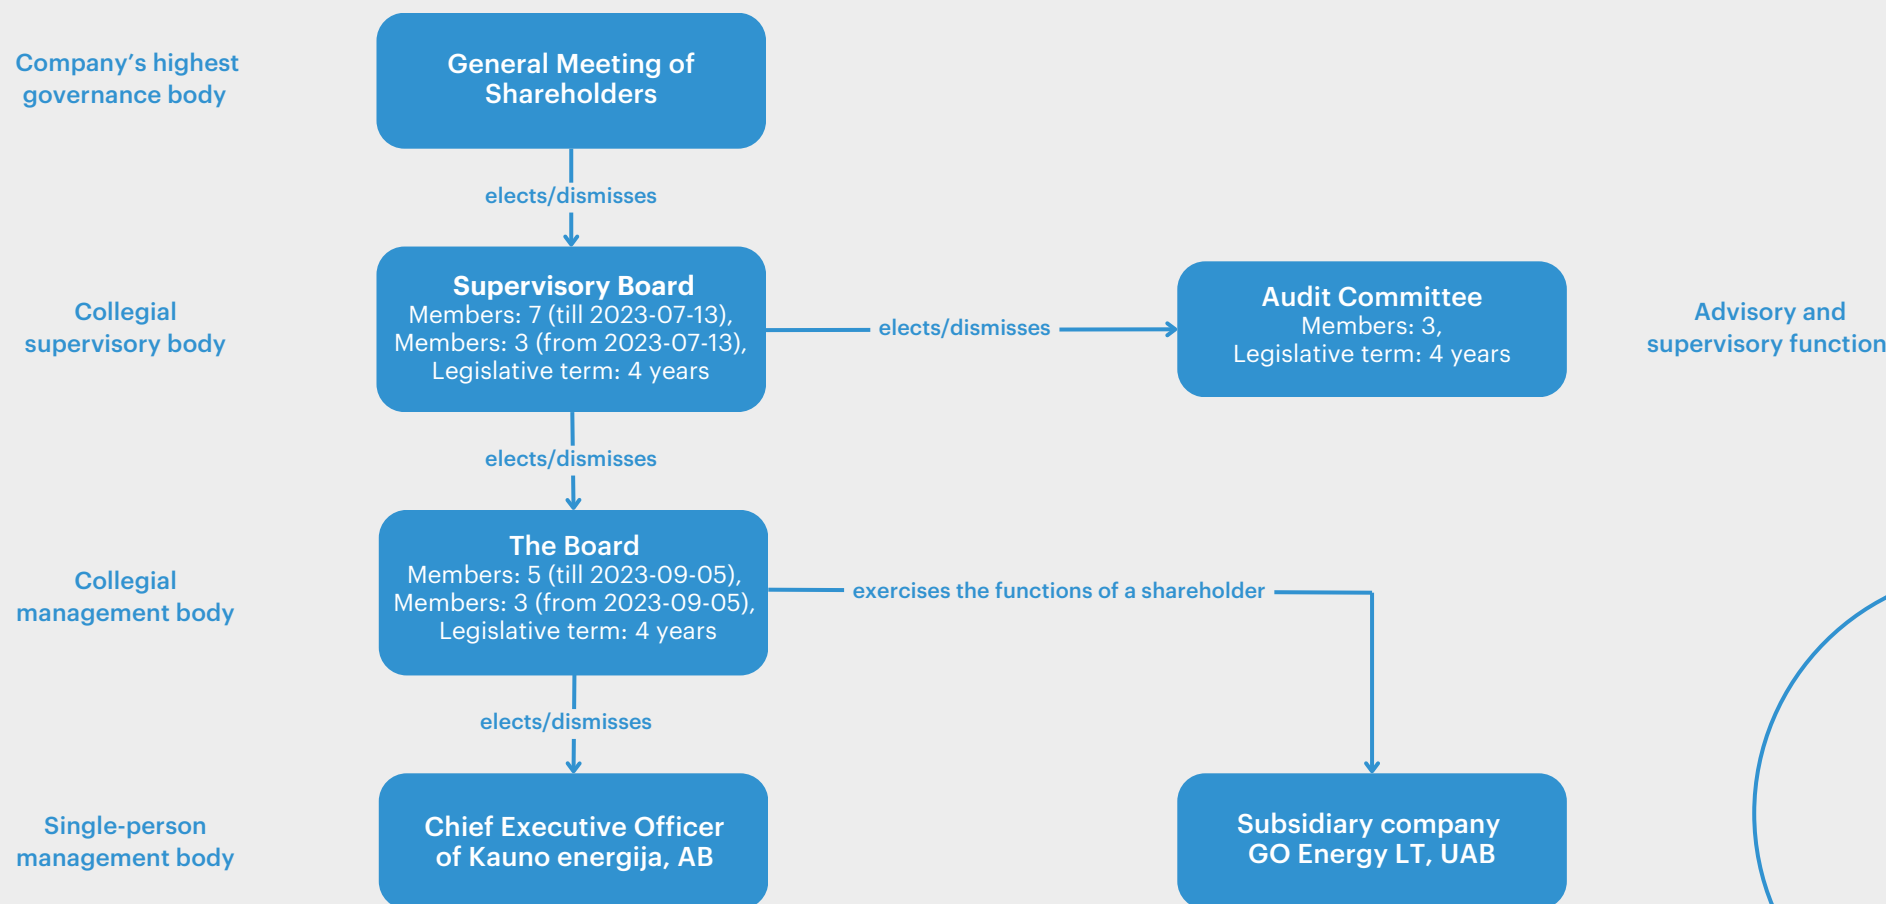 Company's highest
governance body
General Meeting of
Shareholders
elects/dismisses
Collegial
supervisory body
Supervisory Board
Members: 7 (till 2023-07-13),
Members: 3 (from 2023-07-13),
Legislative term: 4 years
elects/dismisses
Audit Committee
Members: 3,
Legislative term: 4 years
Advisory and
supervisory function
elects/dismisses
Collegial
management body
The Board
Members: 5 (till 2023-09-05),
Members: 3 (from 2023-09-05),
Legislative term: 4 years
exercises the functions of a shareholder
elects/dismisses
Single-person
management body
Chief Executive Officer
of Kauno energija, AB
Subsidiary company
GO Energy LT, UAB